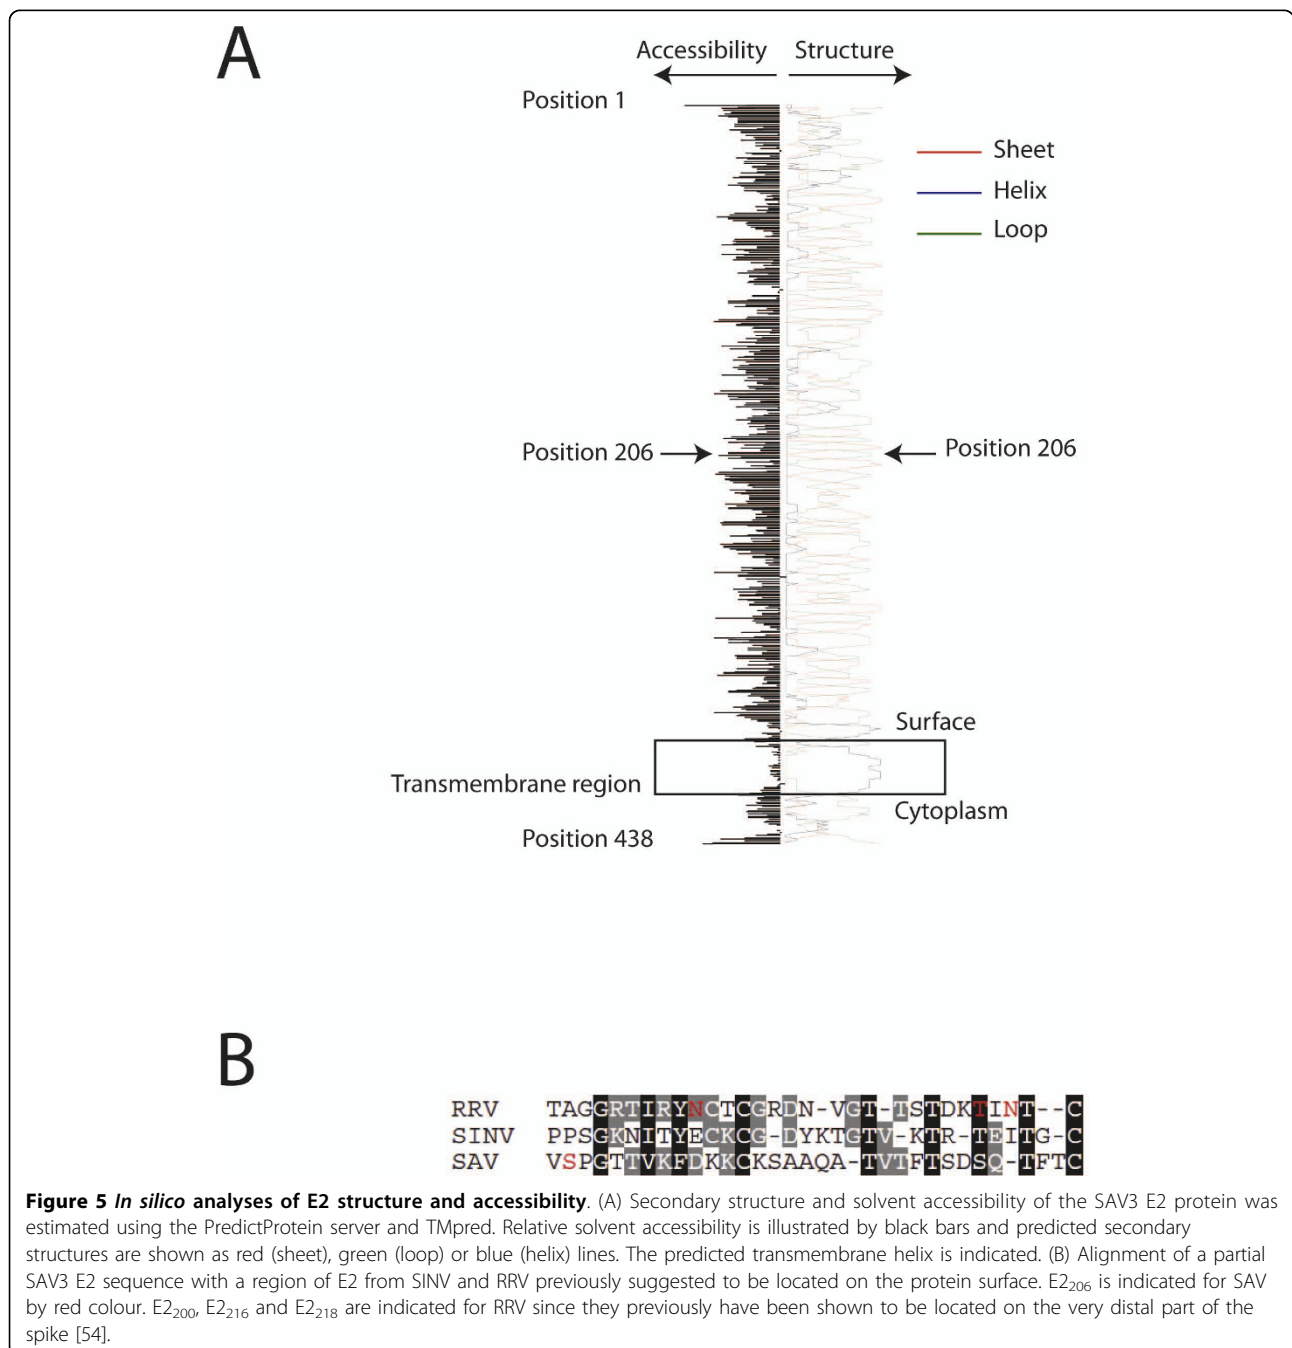 A
Accessibility Structure
Position 1
Sheet
Helix
Loop
Position 206
Position 206
Surface
Transmembrane region
Cytoplasm
Position 438
B
RRV TAGGRTIRYNCTCGRDN-VGT-TSTDKTINT--C
SINV PPSGKNITYECKCG-DYKTGTV-KTR-TEITG-C
SAV VSPGTTVKFDKKCKSAAQA-TVTFTSDSQ-TFTC
Figure 5 In silico analyses of E2 structure and accessibility. (A) Secondary structure and solvent accessibility of the SAV3 E2 protein was
estimated using the PredictProtein server and TMpred. Relative solvent accessibility is illustrated by black bars and predicted secondary
structures are shown as red (sheet), green (loop) or blue (helix) lines. The predicted transmembrane helix is indicated. (B) Alignment of a partial
SAV3 E2 sequence with a region of E2 from SINV and RRV previously suggested to be located on the protein surface. E2206 is indicated for SAV
by red colour. E2200, E2216 and E2218 are indicated for RRV since they previously have been shown to be located on the very distal part of the
spike [54].